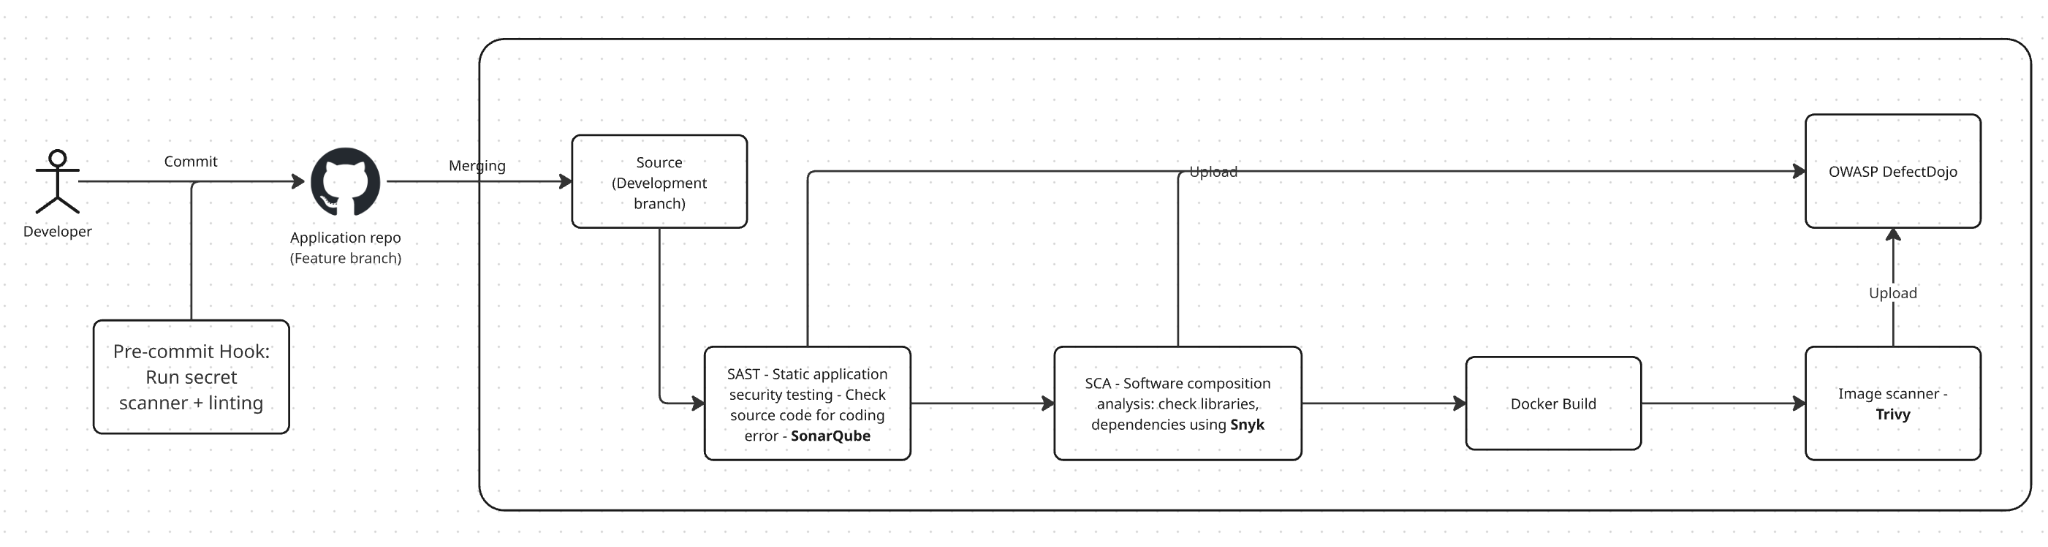 Commit
Developer
Pre-commit Hook:
Run secret
scanner + linting
Application repo
(Feature branch)
Merging
Source
(Development
branch)
Upload
OWASP DefectDojo
Upload
SAST - Static application
security testing - Check
source code for coding
error - SonarQube
SCA - Software composition
analysis: check libraries,
dependencies using Snyk
Docker Build
Image scanner -
Trivy